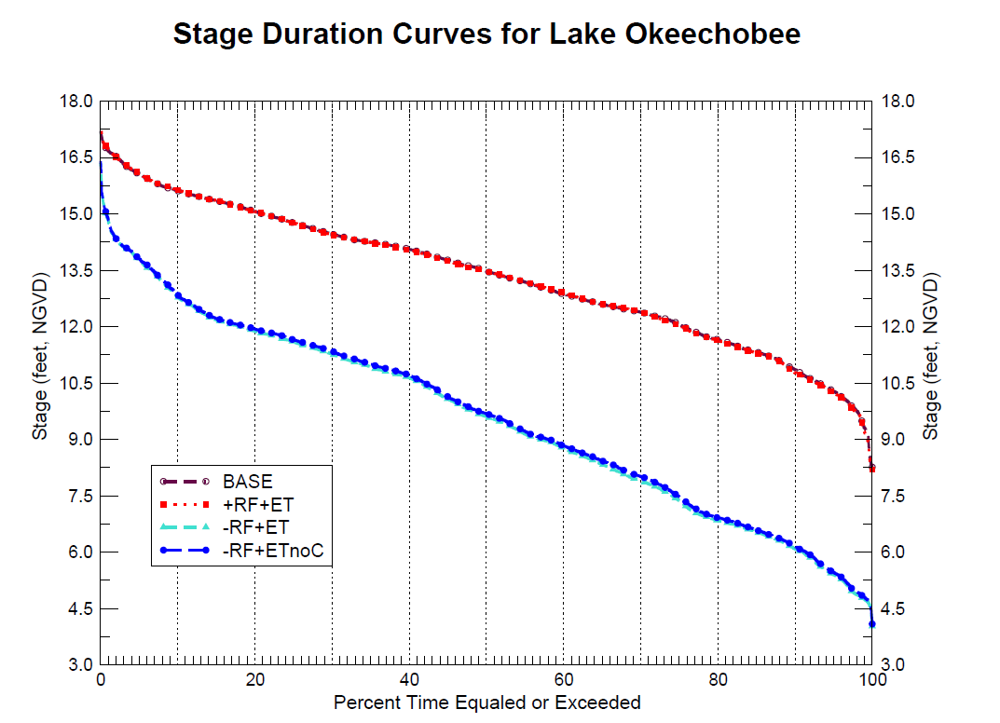 Stage Duration Curves for Lake Okeechobee
18.0
16.5
15.0
13.5
12.0
10.5
9.0
7.5
6.0
4.5
3.0
Stage (feet, NGVD)
BASE
+RF+ET
-RF+ET
-RF+ETnoC
18.0
16.5
15.0
13.5
12.0
10.5
9.0
7.5
6.0
4.5
3.0
Stage (feet, NGVD)
0 20 40 60 80 100
Percent Time Equaled or Exceeded